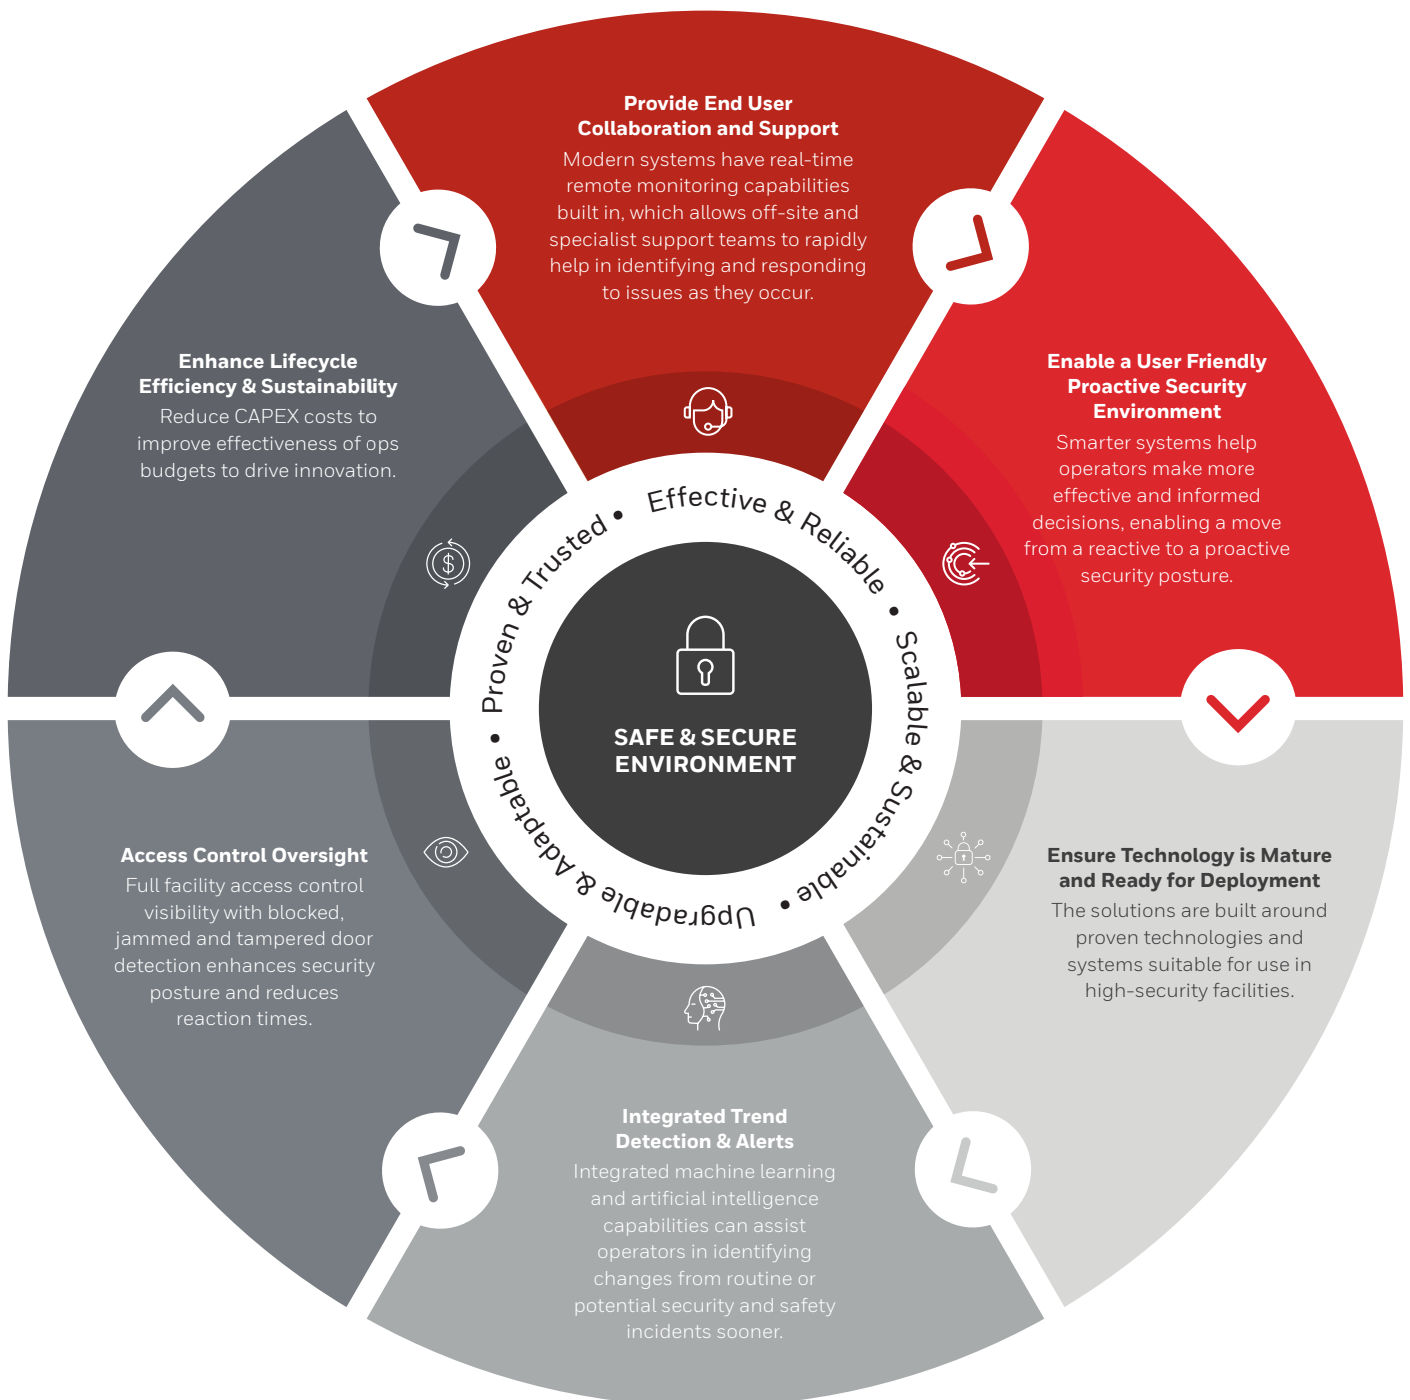 Provide End User
Collaboration and Support
Modern systems have real-time
remote monitoring capabilities
built in, which allows off-site and
specialist support teams to rapidly
help in identifying and responding
to issues as they occur.
Enable a User Friendly
Proactive Security
Environment
Smarter systems help
operators make more
effective and informed
decisions, enabling a move
from a reactive to a proactive
security posture.
Ensure Technology is Mature
and Ready for Deployment
The solutions are built around
proven technologies and
systems suitable for use in
high-security facilities.
Integrated Trend
Detection & Alerts
Integrated machine learning
and artificial intelligence
capabilities can assist
operators in identifying
changes from routine or
potential security and safety
incidents sooner.
Access Control Oversight
Full facility access control
visibility with blocked,
jammed and tampered door
detection enhances security
posture and reduces
reaction times.
Enhance Lifecycle
Efficiency & Sustainability
Reduce CAPEX costs to
improve effectiveness of ops
budgets to drive innovation.
Effective & Reliable • Scalable & Sustainable • Upgradable & Adaptable • Proven & Trusted •
SAFE & SECURE
ENVIRONMENT
$